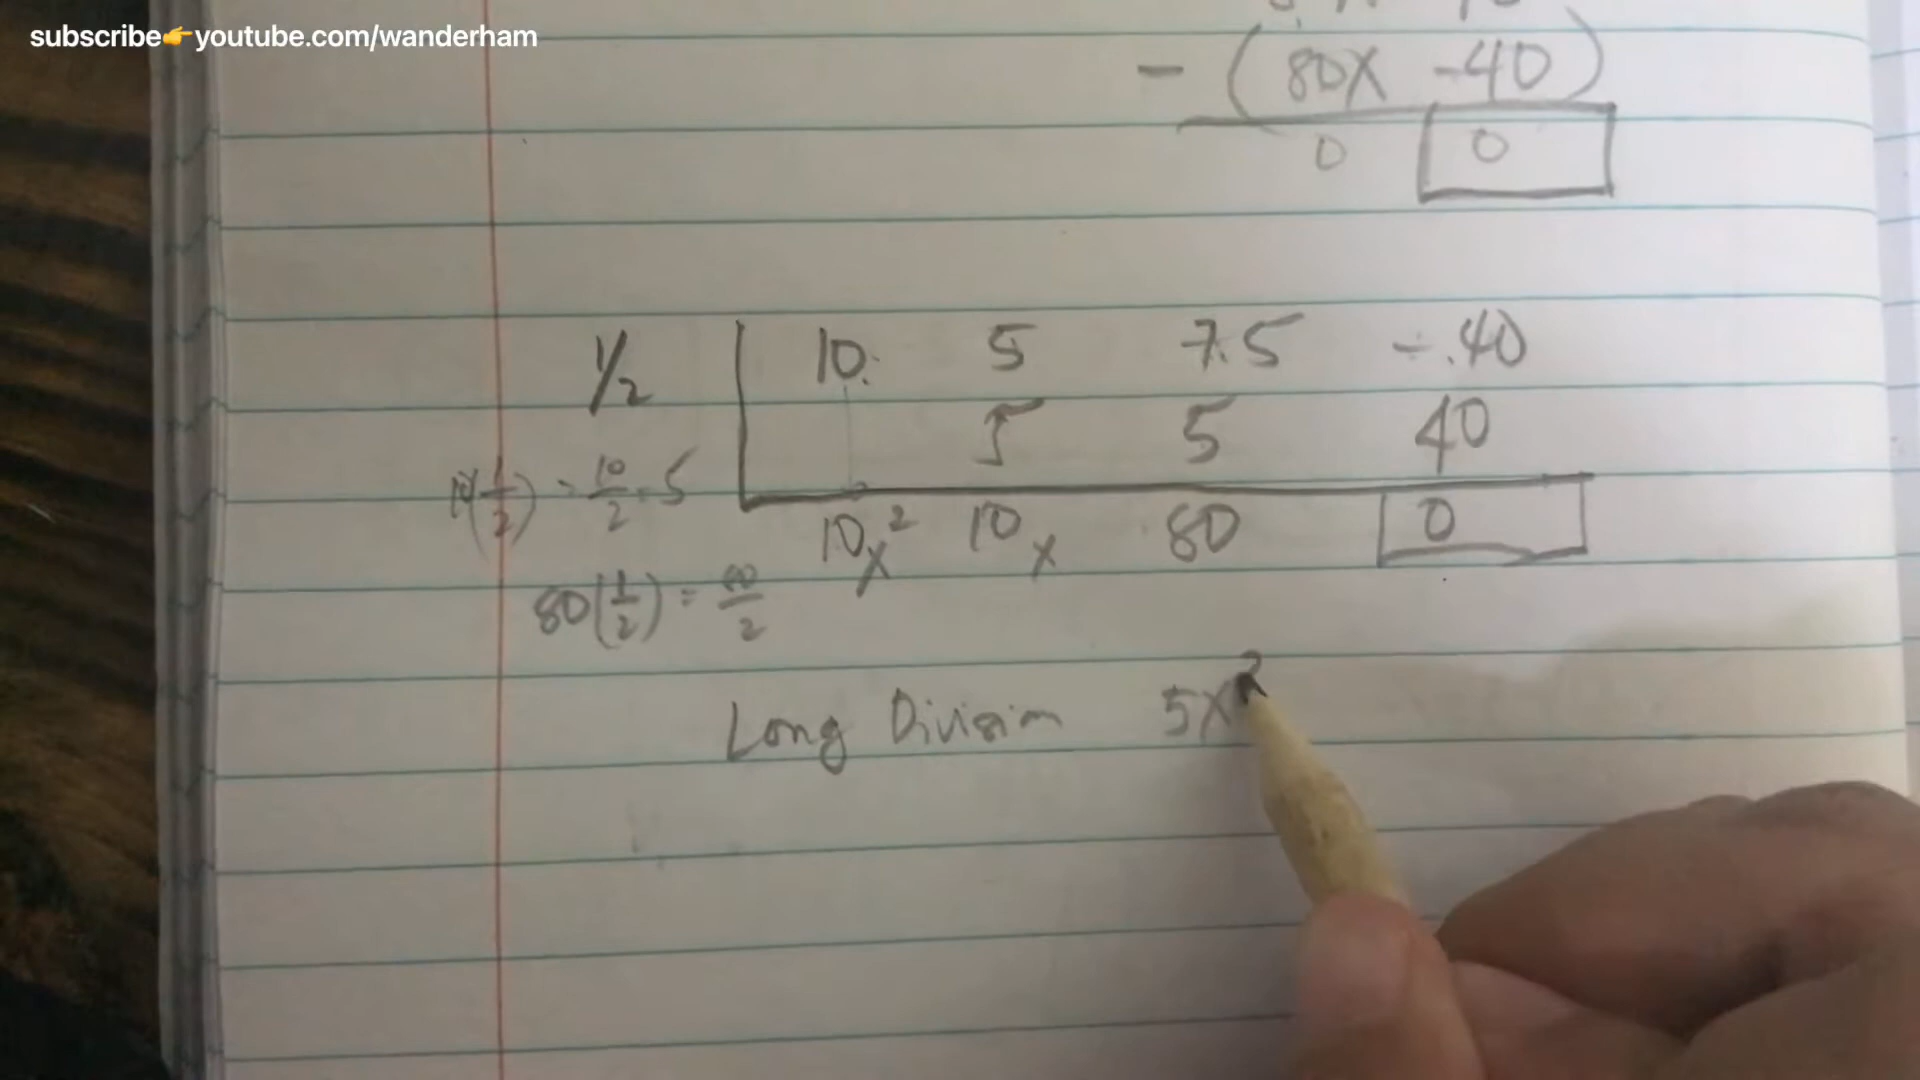 subscribe👉youtube.com/wanderham
- (80x -40)
0 0
1/2 10 5 7.5 -40
5 5 40
10(1/2) = 10/2 = 5
10x² 10x 80 0
80(1/2) = 80/2
Long Division 5x²